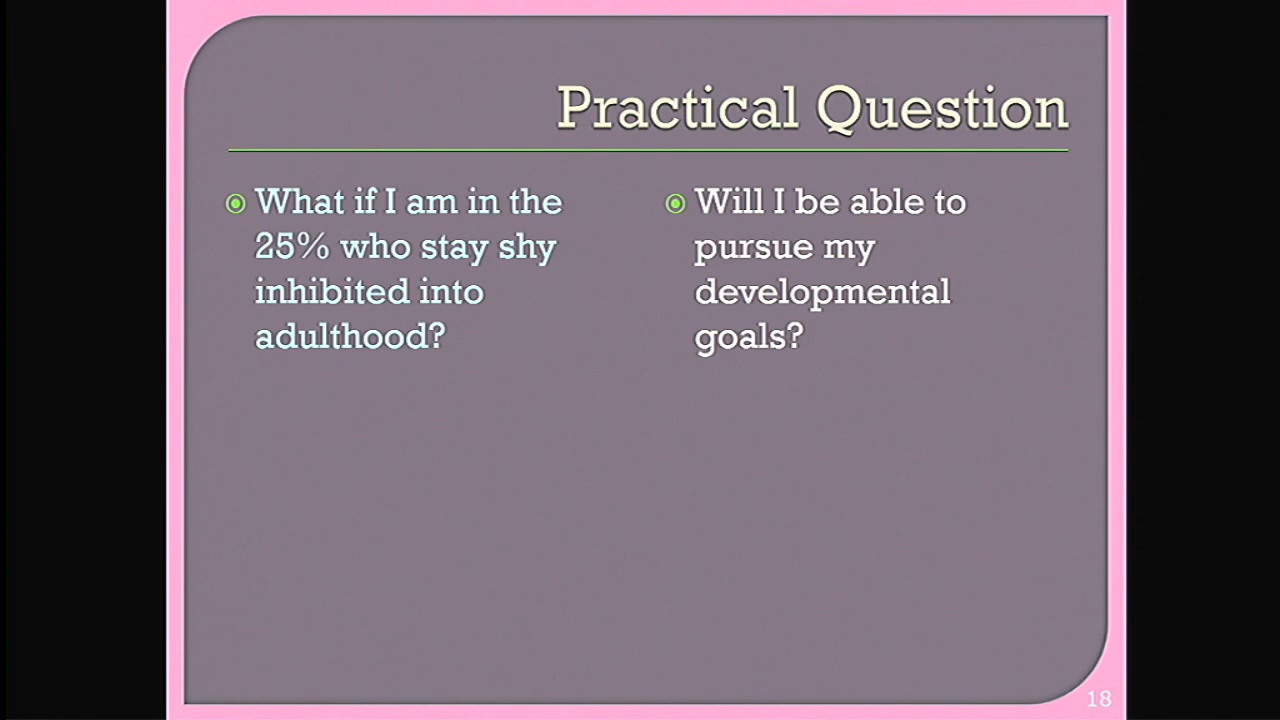 Practical Question
What if I am in the
25% who stay shy
inhibited into
adulthood?
Will I be able to
pursue my
developmental
goals?
18